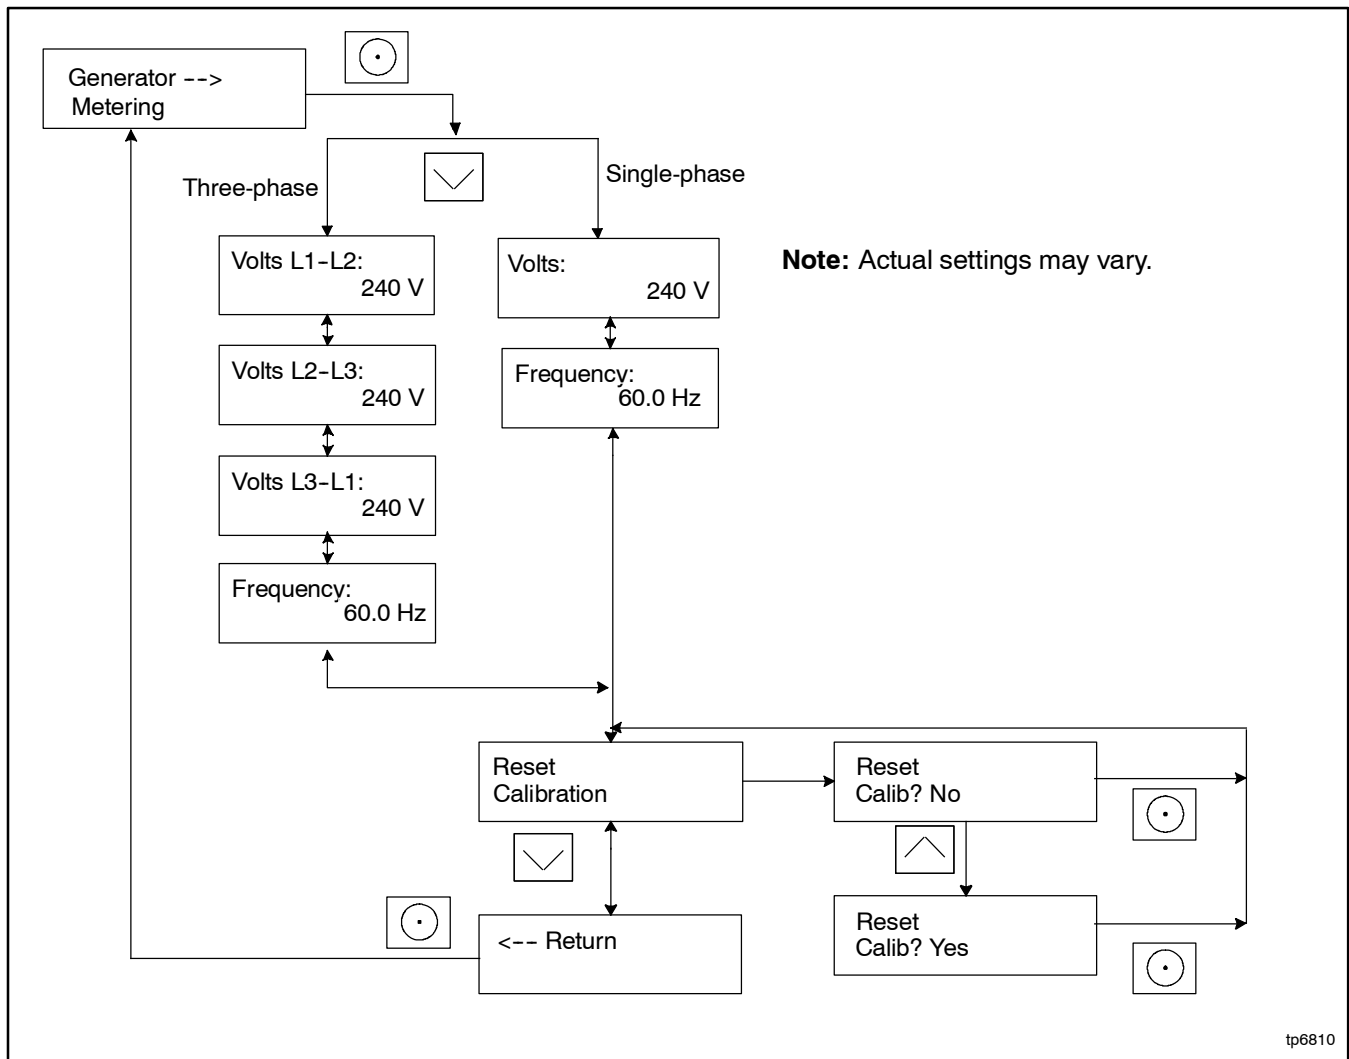 Generator -->
Metering
Three-phase
Single-phase
Volts L1-L2:
240 V
Volts:
240 V
Note: Actual settings may vary.
Volts L2-L3:
240 V
Frequency:
60.0 Hz
Volts L3-L1:
240 V
Frequency:
60.0 Hz
Reset
Calibration
Reset
Calib? No
<-- Return
Reset
Calib? Yes
tp6810